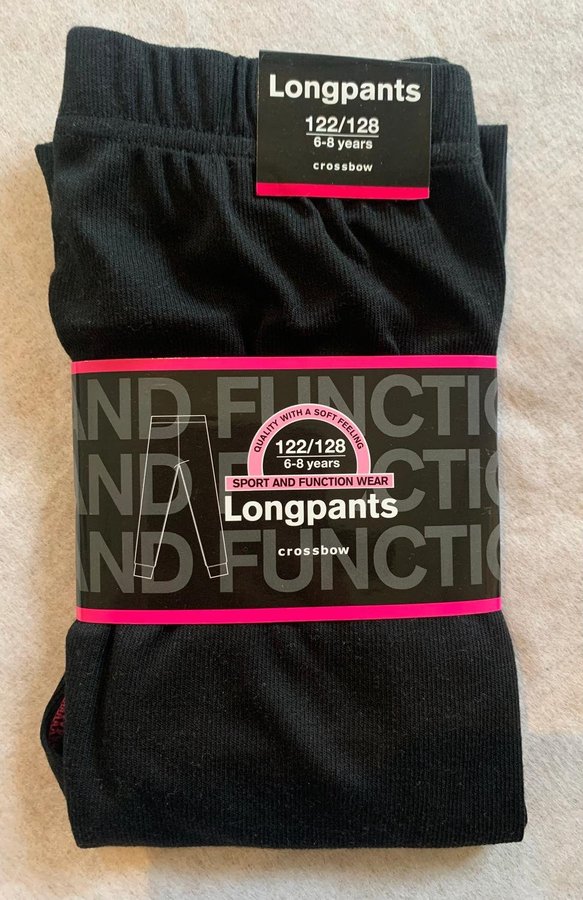 Longpants
122/128
6-8 years
crossbow
AND FUNCTIO
QUALITY WITH A SOFT FEELING
122/128
6-8 years
AND FUNCTIO
SPORT AND FUNCTION WEAR
Longpants
AND FUNCTIO
crossbow